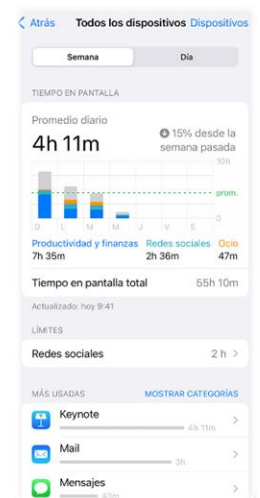 Atrás Todos los dispositivos Dispositivos
Semana Día
TIEMPO EN PANTALLA
Promedio diario
4h 11m
15% desde la
semana pasada
10h
prom.
0
D L M M J V S
Productividad y finanzas Redes sociales Ocio
7h 35m 2h 36m 47m
Tiempo en pantalla total 55h 10m
Actualizado: hoy 9:41
LÍMITES
Redes sociales 2 h
MÁS USADAS MOSTRAR CATEGORÍAS
Keynote
4h 11m
Mail
3h
Mensajes
42m